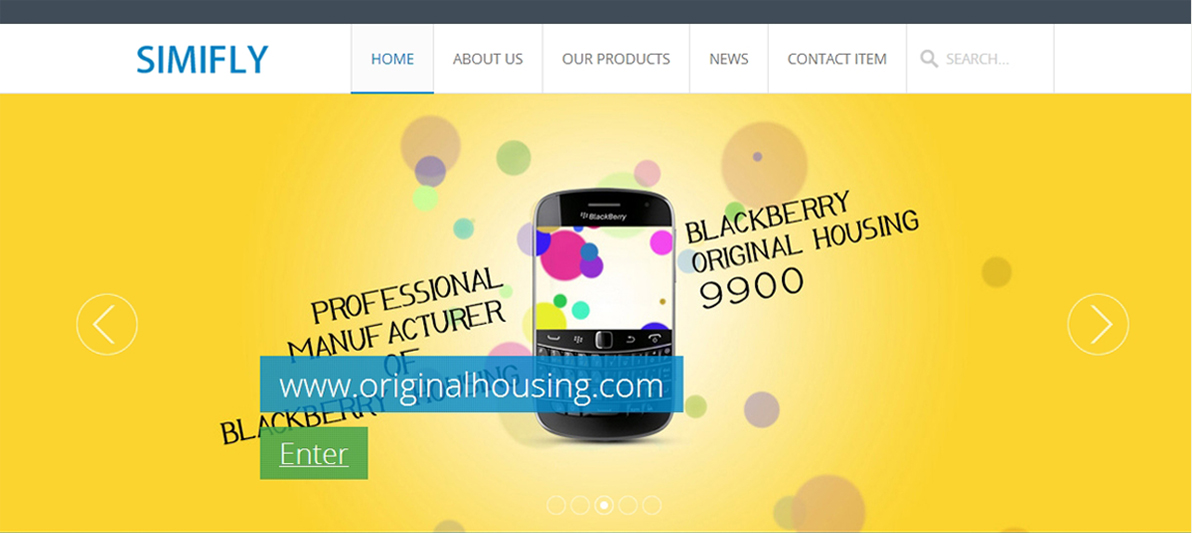 SIMIFLY
HOME
ABOUT US
OUR PRODUCTS
NEWS
CONTACT ITEM
SEARCH...
BlackBerry
BLACKBERRY
ORIGINAL HOUSING
9900
PROFESSIONAL
MANUFACTURER
OF
BLACKBERRY HOUSING
www.originalhousing.com
Enter